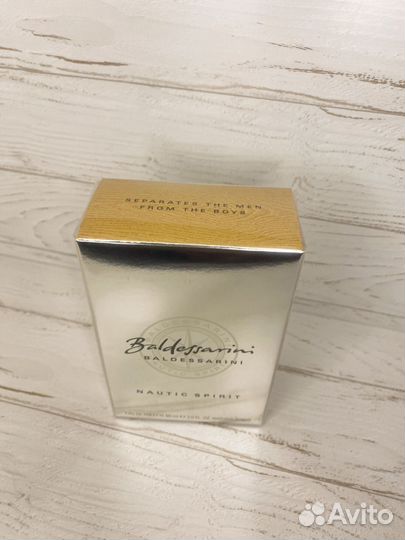 SEPARATES THE MEN
FROM THE BOYS
Baldessarini
BALDESSARINI
NAUTIC SPIRIT
Avito